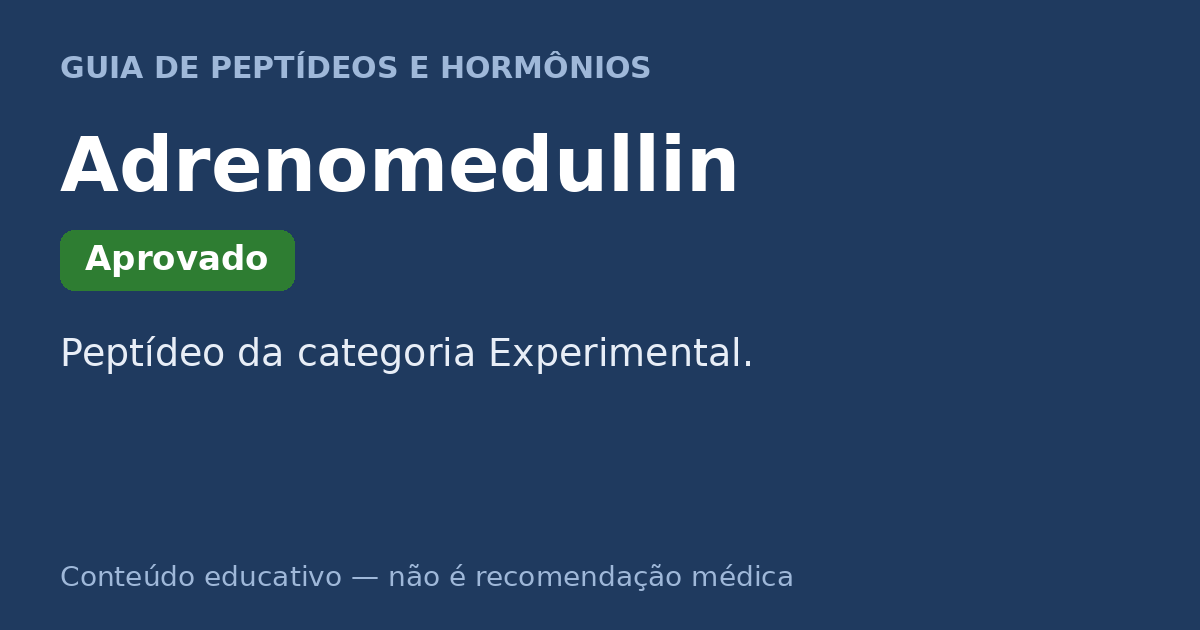 GUIA DE PEPTÍDEOS E HORMÔNIOS
Adrenomedullin
Aprovado
Peptídeo da categoria Experimental.
Conteúdo educativo — não é recomendação médica